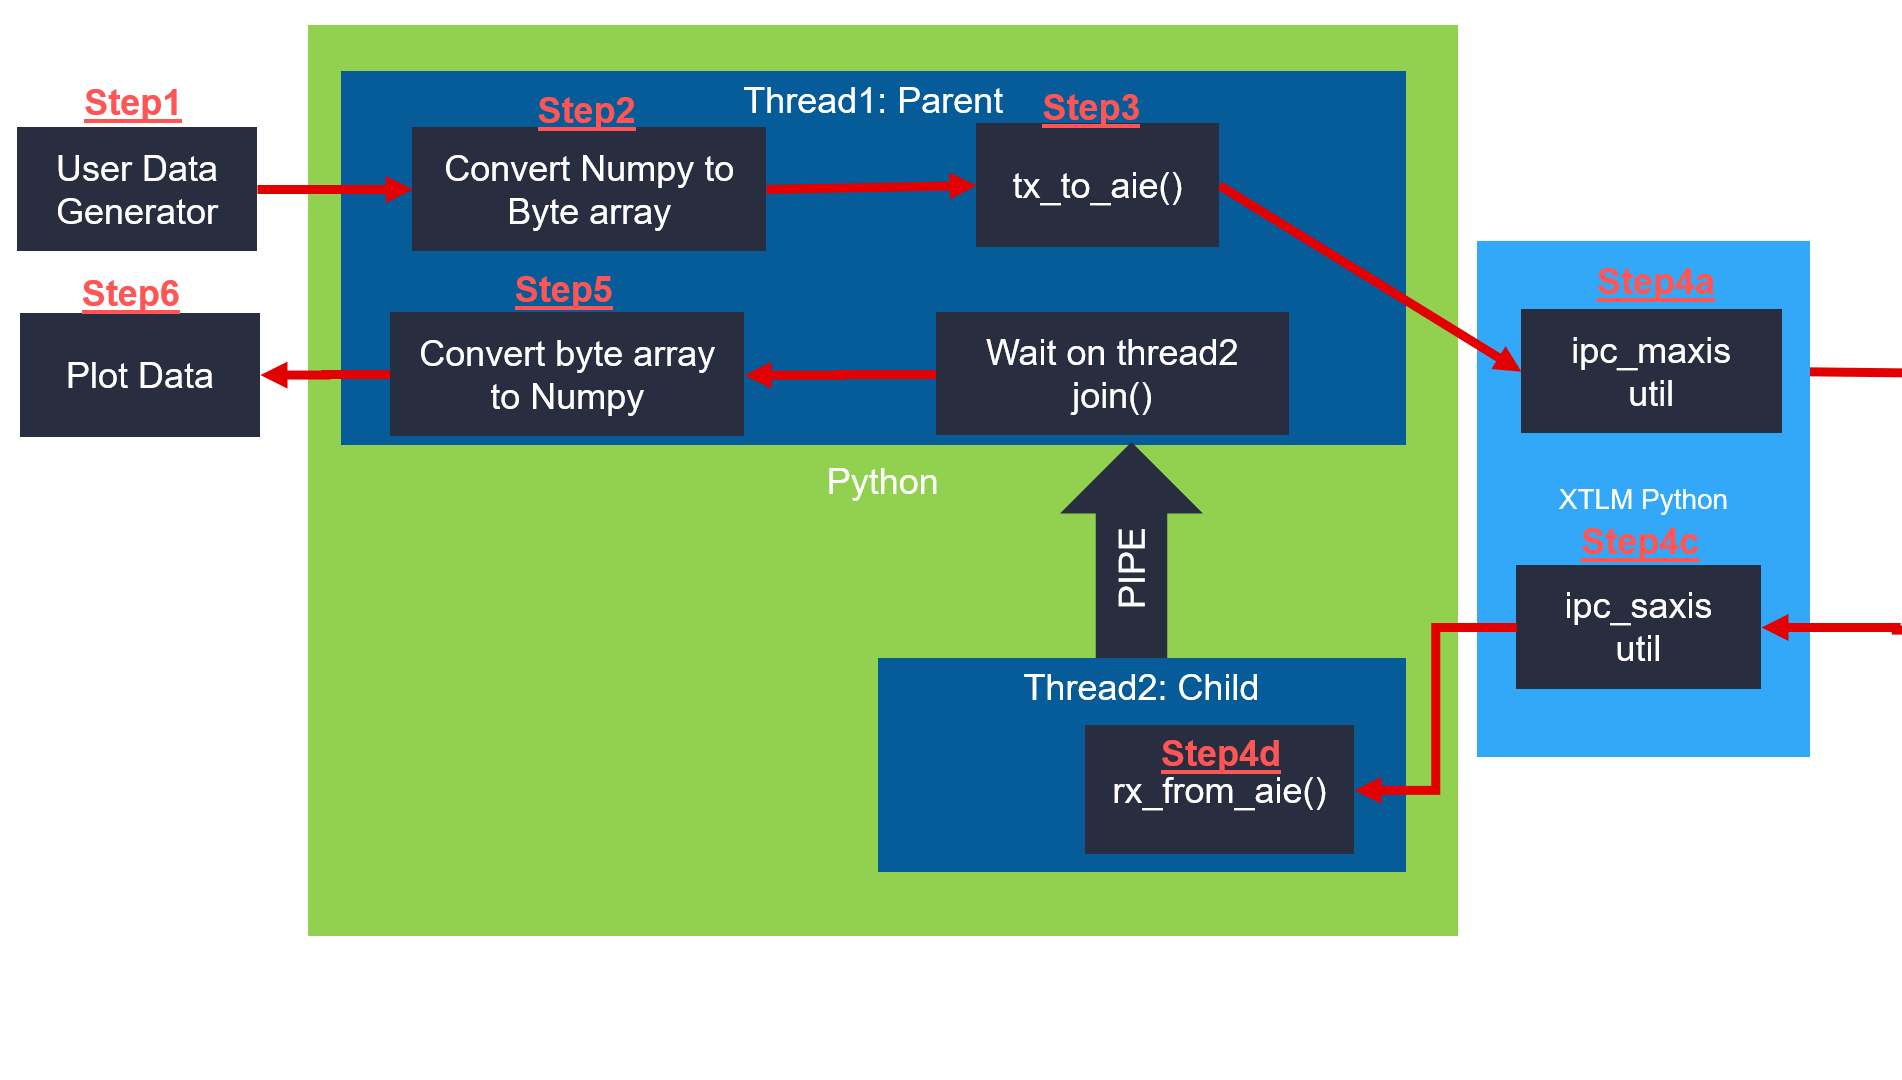 Step1
User Data
Generator
Thread1: Parent
Step2
Convert Numpy to
Byte array
Step3
tx_to_aie()
Step4a
ipc_maxis
util
XTLM Python
Step4c
ipc_saxis
util
Thread2: Child
Step4d
rx_from_aie()
PIPE
Wait on thread2
join()
Step5
Convert byte array
to Numpy
Python
Step6
Plot Data